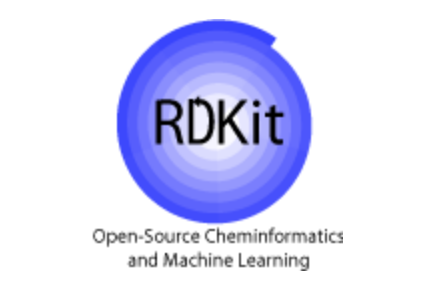 RDKit
Open-Source Cheminformatics
and Machine Learning